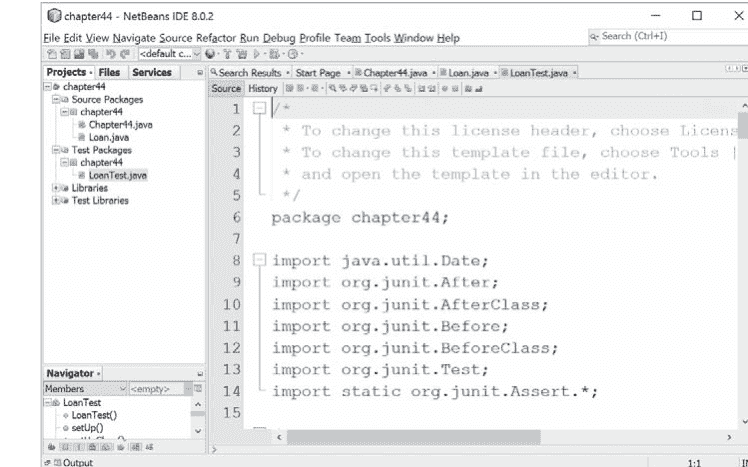 chapter44 - NetBeans IDE 8.0.2
File Edit View Navigate Source Refactor Run Debug Profile Team Tools Window Help
Search (Ctrl+I)
<default c...
Projects Files Services
Search Results Start Page Chapter44.java Loan.java LoanTest.java
Source History
chapter44
Source Packages
chapter44
Chapter44.java
Loan.java
Test Packages
chapter44
LoanTest.java
Libraries
Test Libraries
1 /*
2 * To change this license header, choose Licens
3 * To change this template file, choose Tools |
4 * and open the template in the editor.
5 */
6 package chapter44;
7
8 import java.util.Date;
9 import org.junit.After;
10 import org.junit.AfterClass;
11 import org.junit.Before;
12 import org.junit.BeforeClass;
13 import org.junit.Test;
14 import static org.junit.Assert.*;
15
Navigator
Members <empty>
LoanTest
LoanTest()
setUp()
Output
1:1